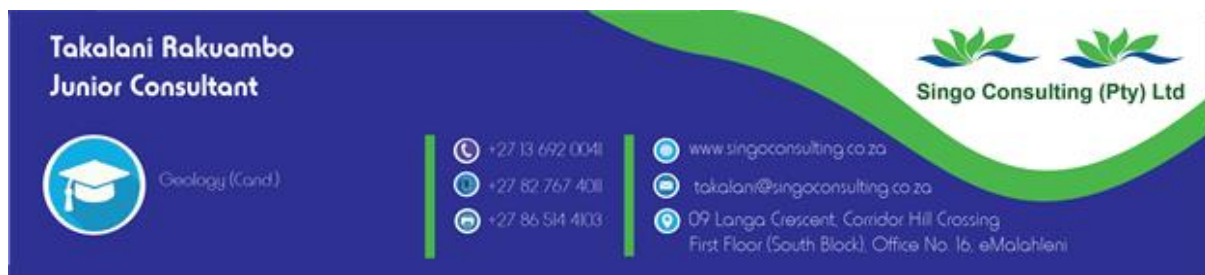 Takalani Rakuambo
Junior Consultant
Singo Consulting (Pty) Ltd
Geology (Cand.)
+27 13 692 0041
+27 82 767 4011
+27 86 514 4103
www.singoconsulting.co.za
takalani@singoconsulting.co.za
09 Langa Crescent, Corridor Hill Crossing
First Floor (South Block), Office No. 16, eMalahleni